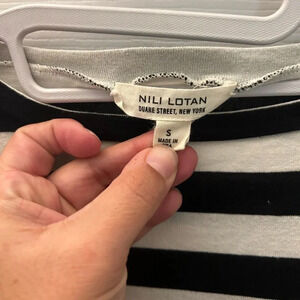 NILI LOTAN
DUANE STREET, NEW YORK
S
MADE IN